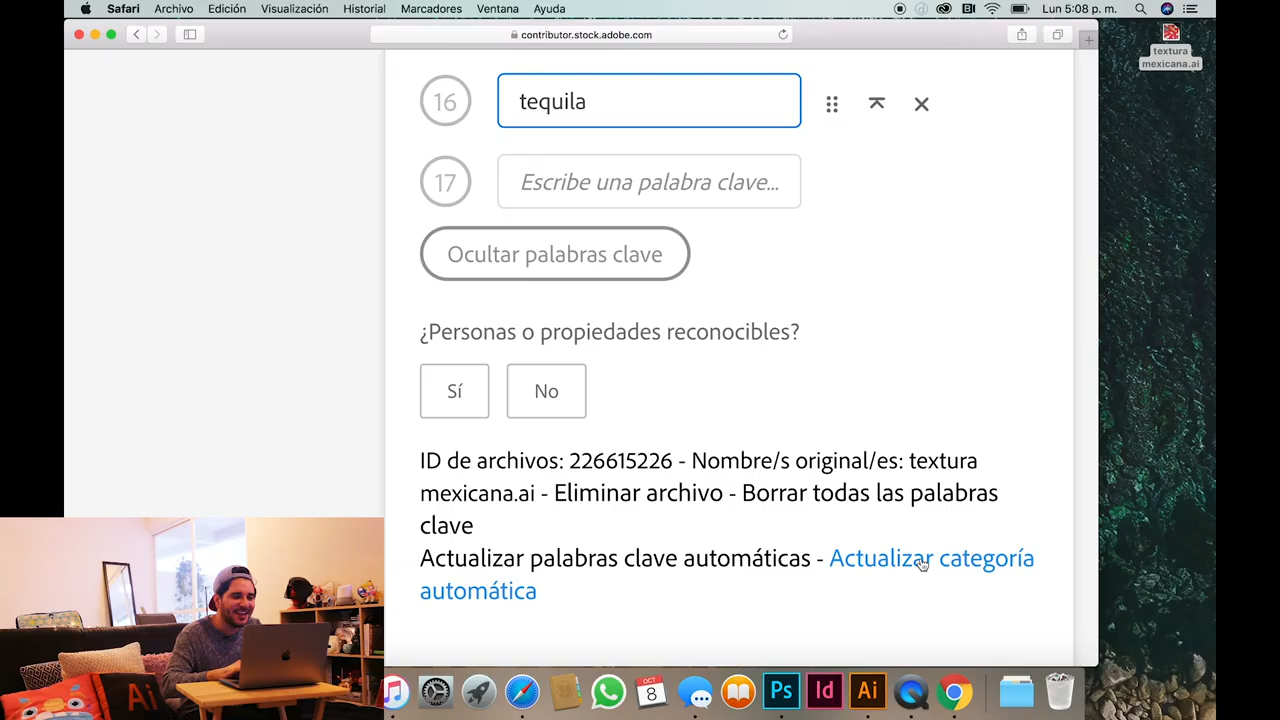 Safari Archivo Edición Visualización Historial Marcadores Ventana Ayuda Lun 5:08 p. m.
contributor.stock.adobe.com
textura
mexicana.ai
16 tequila
17 Escribe una palabra clave...
Ocultar palabras clave
¿Personas o propiedades reconocibles?
Sí No
ID de archivos: 226615226 - Nombre/s original/es: textura
mexicana.ai - Eliminar archivo - Borrar todas las palabras
clave
Actualizar palabras clave automáticas - Actualizar categoría
automática
Ai
OCT
8
Ps Id Ai